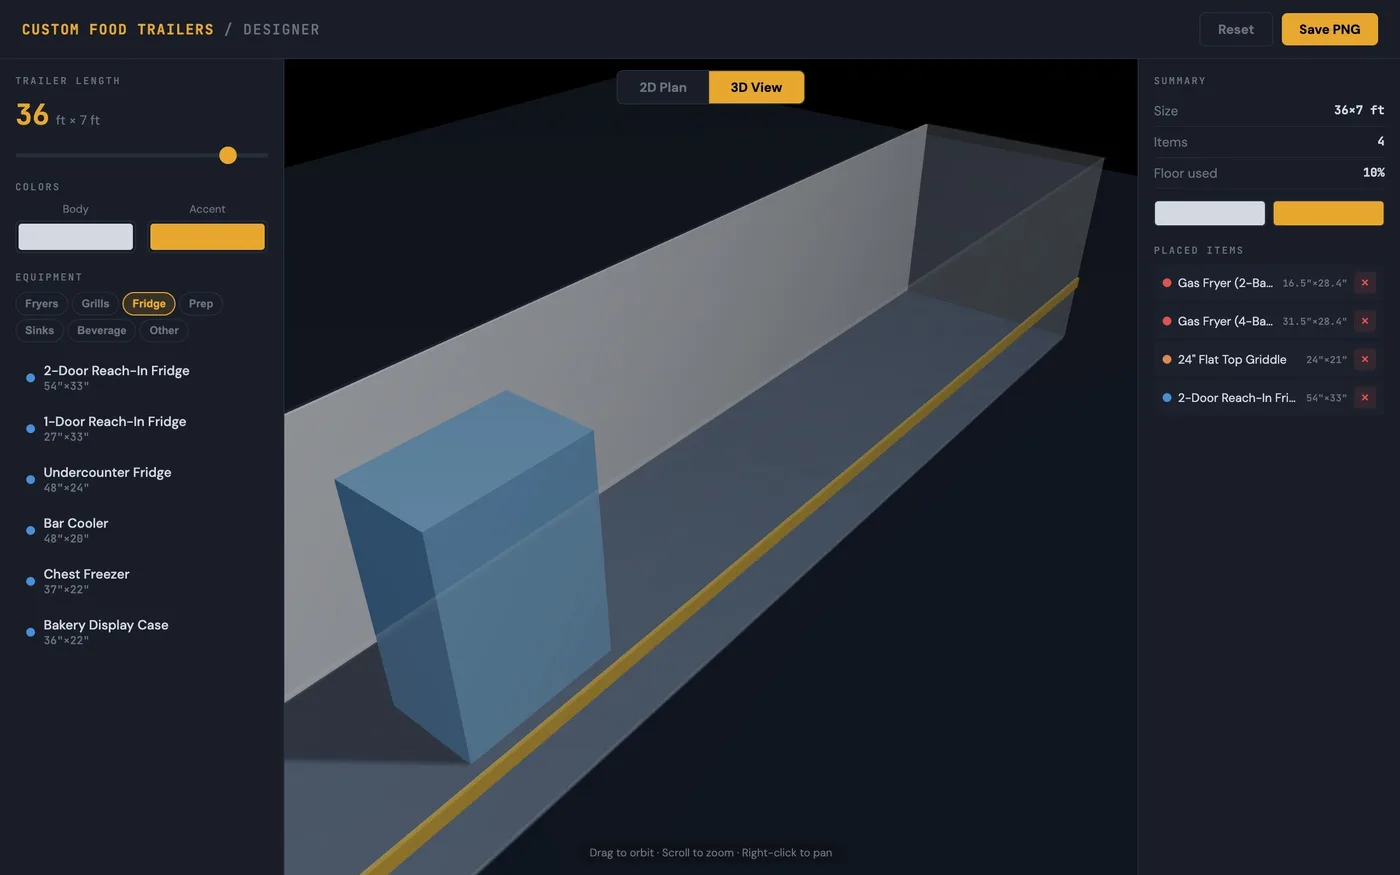 CUSTOM FOOD TRAILERS / DESIGNER
Reset
Save PNG
TRAILER LENGTH
36 ft × 7 ft
COLORS
Body
Accent
EQUIPMENT
Fryers
Grills
Fridge
Prep
Sinks
Beverage
Other
2-Door Reach-In Fridge
54"×33"
1-Door Reach-In Fridge
27"×33"
Undercounter Fridge
48"×24"
Bar Cooler
48"×20"
Chest Freezer
37"×22"
Bakery Display Case
36"×22"
2D Plan
3D View
Drag to orbit · Scroll to zoom · Right-click to pan
SUMMARY
Size 36×7 ft
Items 4
Floor used 10%
PLACED ITEMS
Gas Fryer (2-Ba... 16.5"×28.4" ×
Gas Fryer (4-Ba... 31.5"×28.4" ×
24" Flat Top Griddle 24"×21" ×
2-Door Reach-In Fri... 54"×33" ×